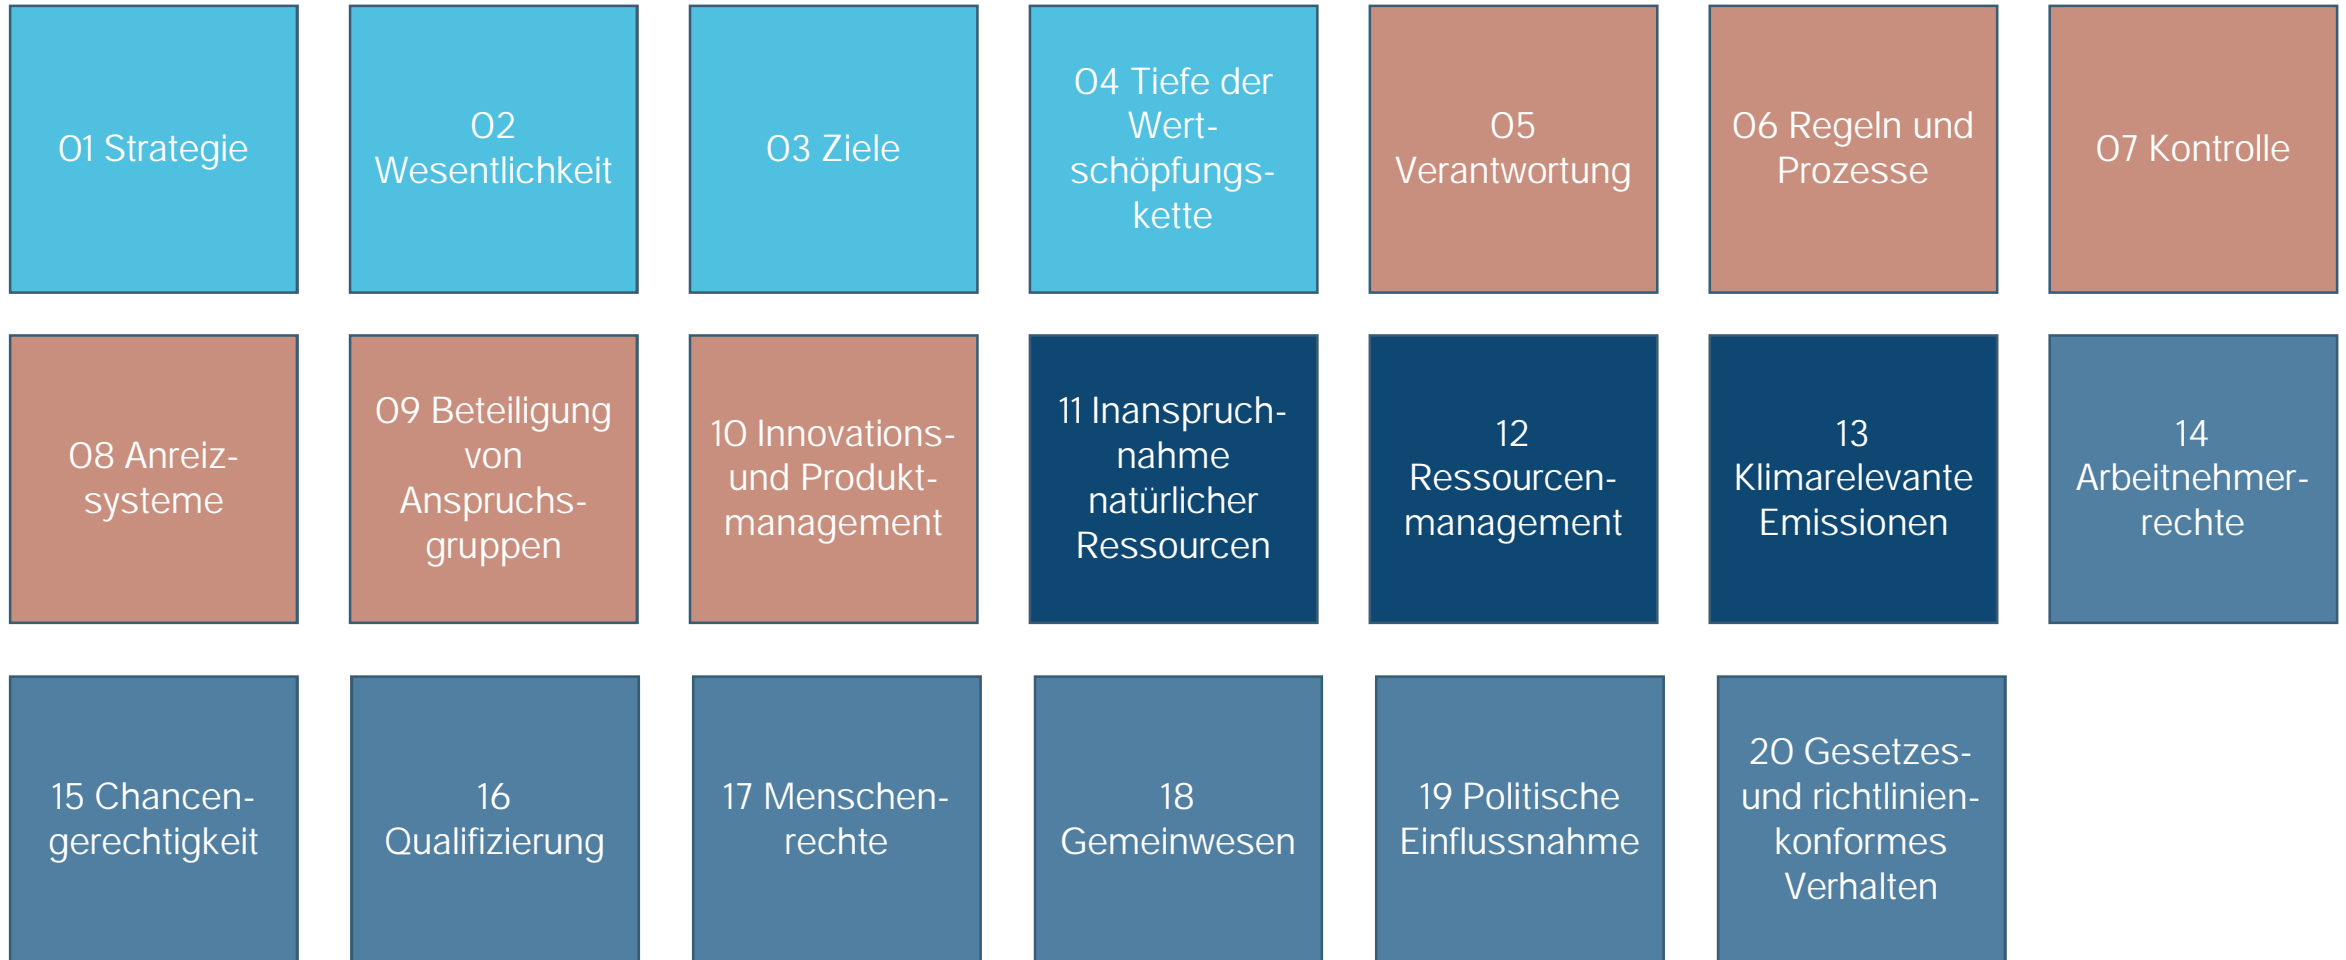 01 Strategie
02
Wesentlichkeit
03 Ziele
04 Tiefe der
Wert-
schöpfungs-
kette
05
Verantwortung
06 Regeln und
Prozesse
07 Kontrolle
08 Anreiz-
systeme
09 Beteiligung
von
Anspruchs-
gruppen
10 Innovations-
und Produkt-
management
11 Inanspruch-
nahme
natürlicher
Ressourcen
12
Ressourcen-
management
13
Klimarelevante
Emissionen
14
Arbeitnehmer-
rechte
15 Chancen-
gerechtigkeit
16
Qualifizierung
17 Menschen-
rechte
18
Gemeinwesen
19 Politische
Einflussnahme
20 Gesetzes-
und richtlinien-
konformes
Verhalten